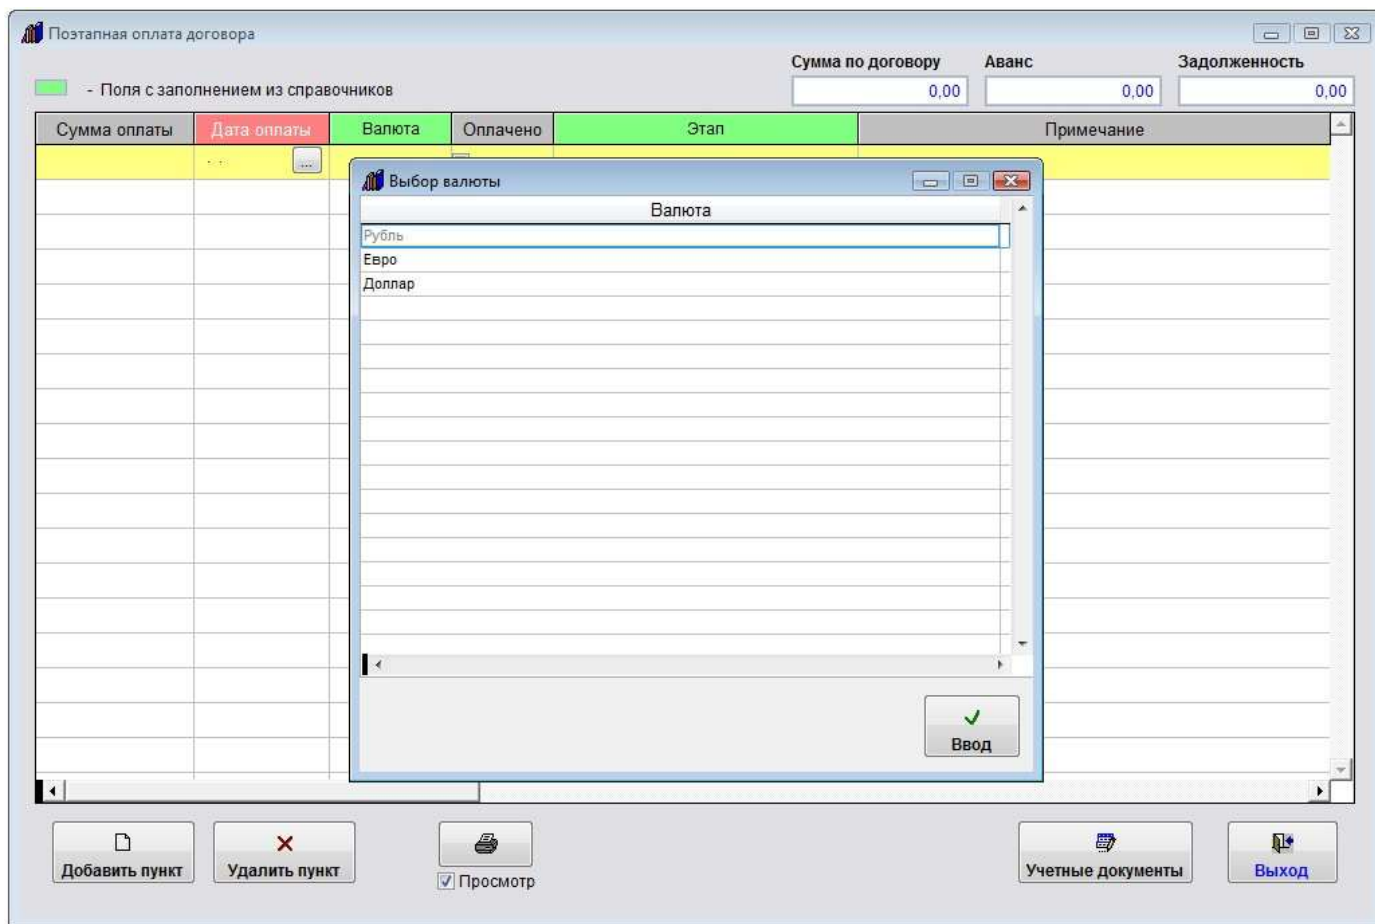 Поэтапная оплата договора
Сумма по договору Аванс Задолженность
- Поля с заполнением из справочников 0,00 0,00 0,00
Сумма оплаты Дата оплаты Валюта Оплачено Этап Примечание
. . ...
Выбор валюты
Валюта
Рубль
Евро
Доллар
Ввод
Добавить пункт Удалить пункт Учетные документы Выход
Просмотр